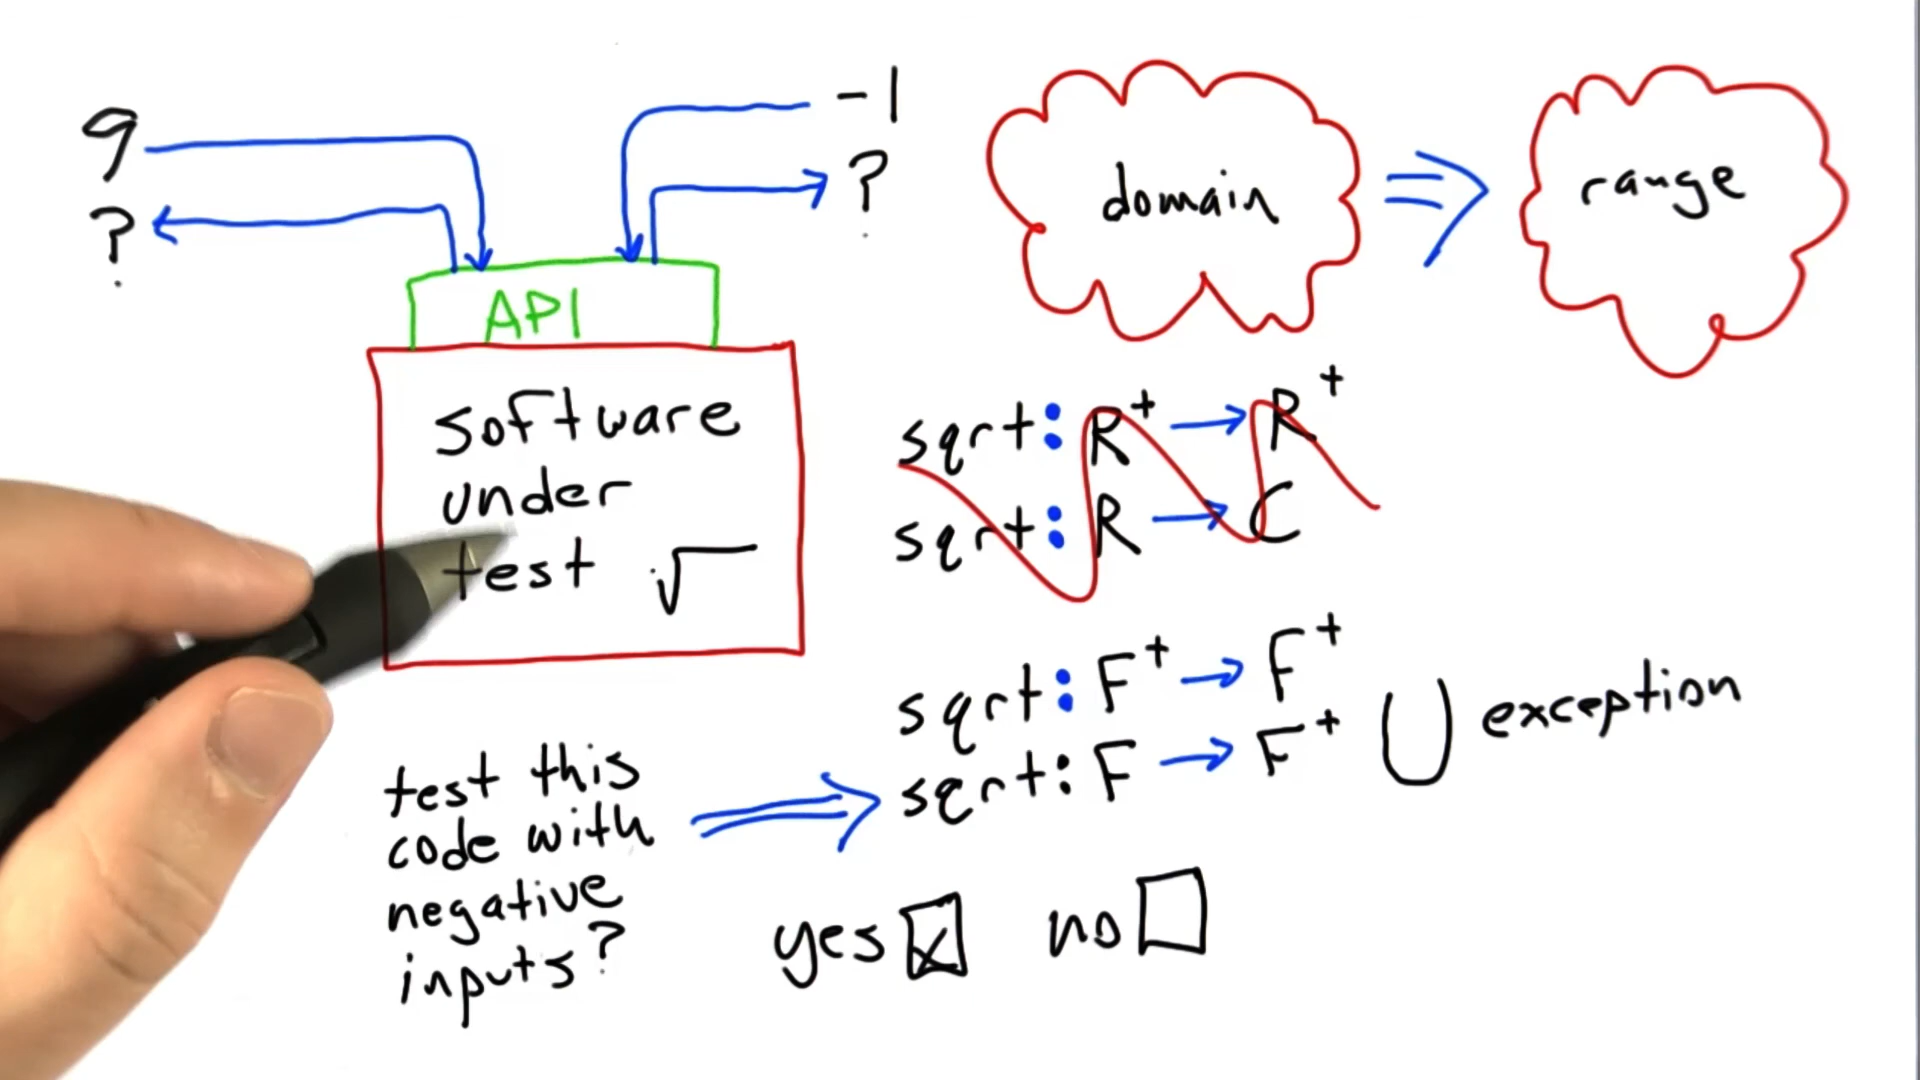 9
?
-1
?
API
software
under
test √
domain ⇒ range
sqrt: R+ → R+
sqrt: R → C
sqrt: F+ → F+
sqrt: F → F+ ∪ exception
test this
code with
negative
inputs?
yes ☒ no ☐